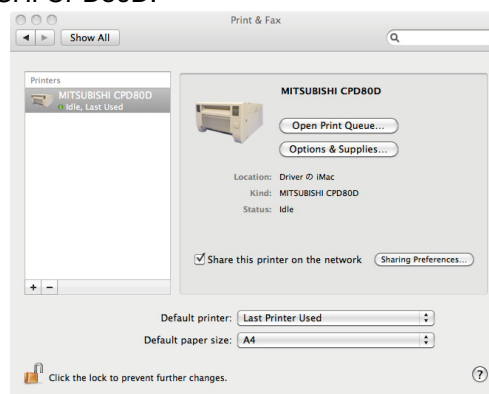 Print & Fax
Show All
Printers
MITSUBISHI CPD80D
Idle, Last Used
MITSUBISHI CPD80D
Open Print Queue...
Options & Supplies...
Location: Driver の iMac
Kind: MITSUBISHI CPD80D
Status: Idle
Share this printer on the network
Sharing Preferences...
+ −
Default printer: Last Printer Used
Default paper size: A4
Click the lock to prevent further changes.
?